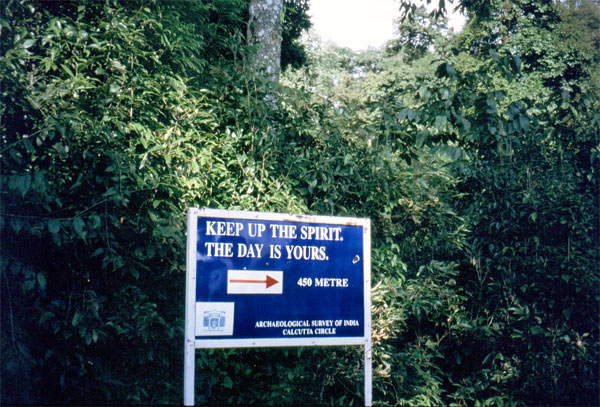 KEEP UP THE SPIRIT.
THE DAY IS YOURS.
450 METRE
ARCHAEOLOGICAL SURVEY OF INDIA
CALCUTTA CIRCLE